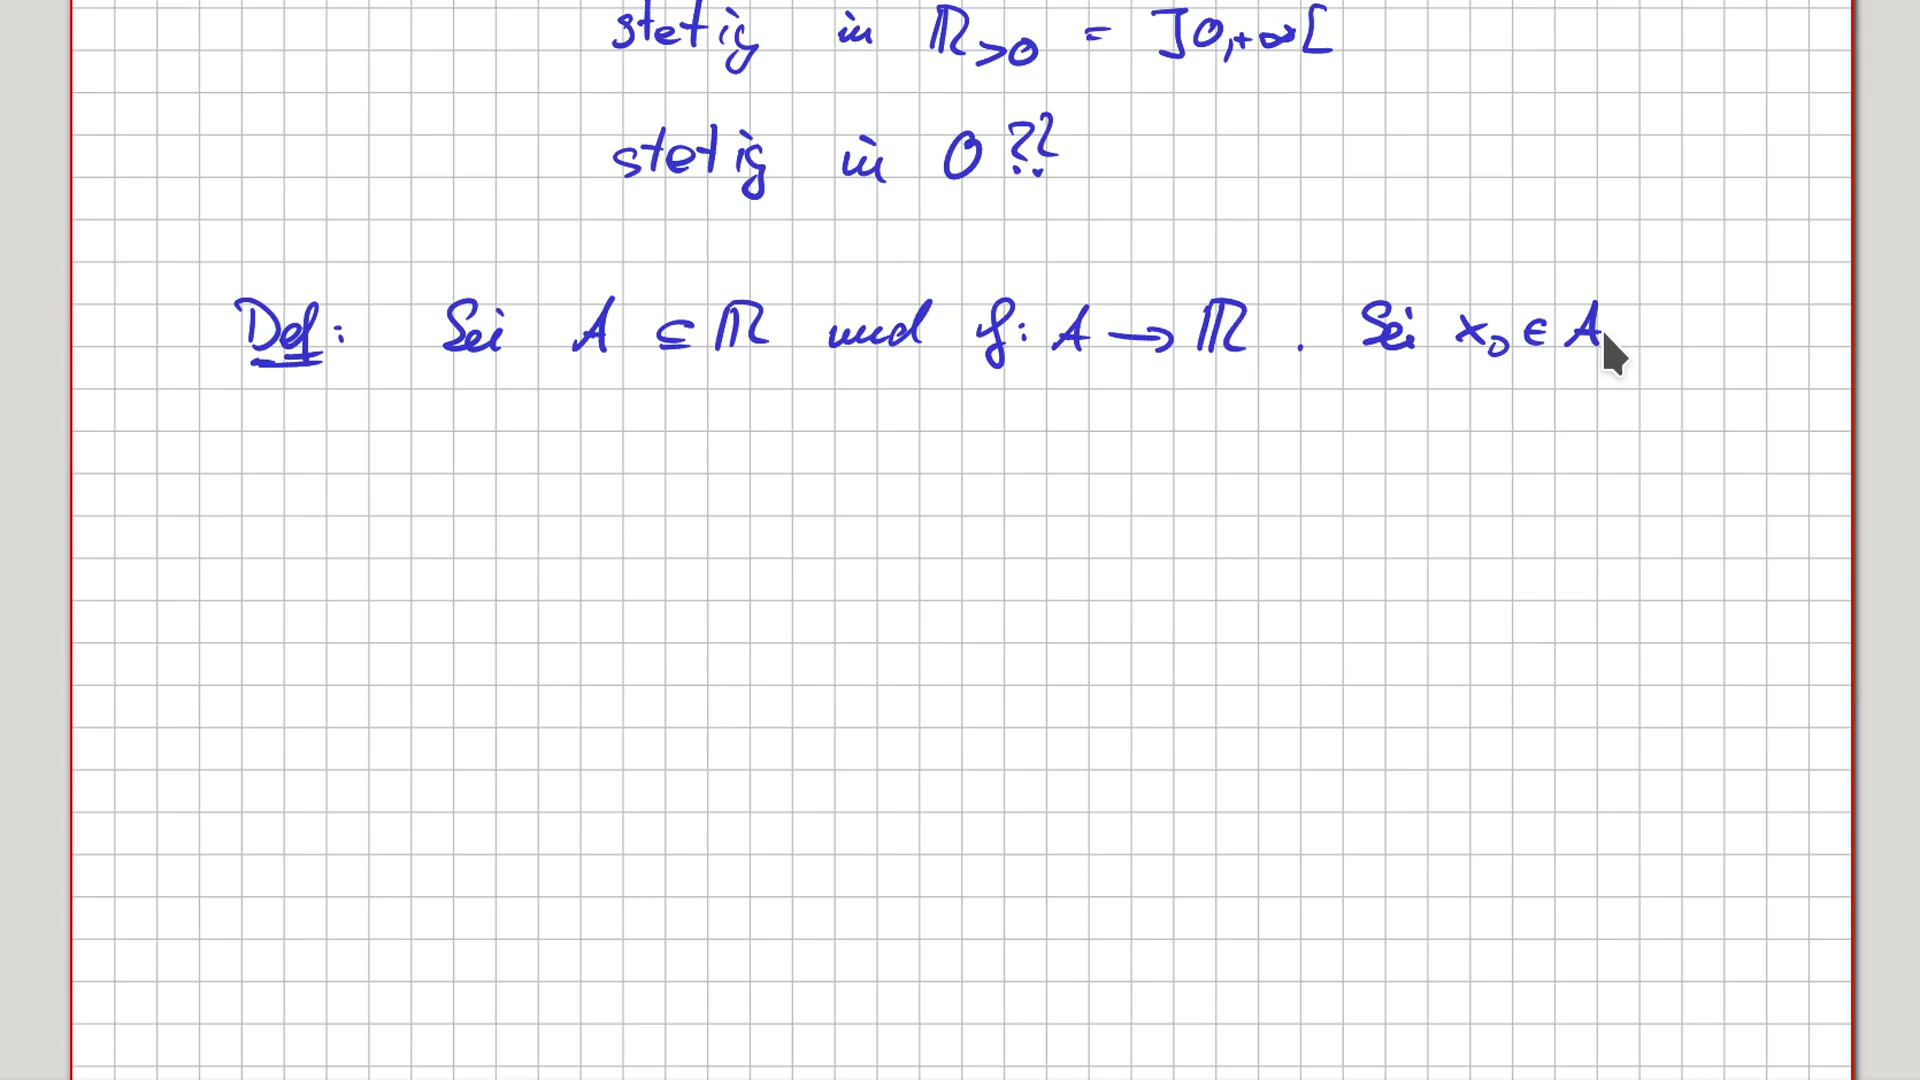 stetig in ℝ>0 = ]0,+∞[
stetig in 0??
Def: Sei A ⊆ ℝ und f: A → ℝ. Sei x₀ ∈ A